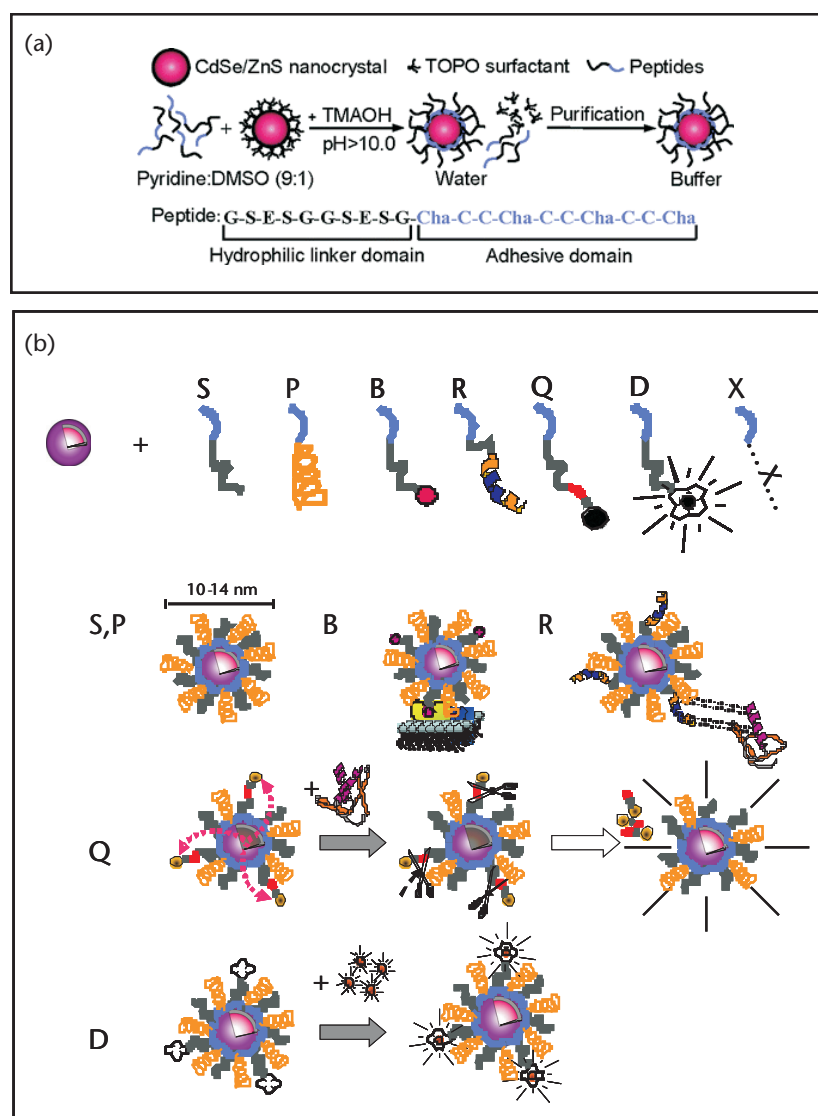 (a)
CdSe/ZnS nanocrystal TOPO surfactant Peptides
+ + TMAOH Purification
pH>10.0
Pyridine:DMSO (9:1) Water Buffer
Peptide: G-S-E-S-G-G-S-E-S-G-Cha-C-C-Cha-C-C-Cha-C-C-Cha
Hydrophilic linker domain Adhesive domain
(b)
S P B R Q D X
+ X
10-14 nm
S,P B R
+
Q
+
D